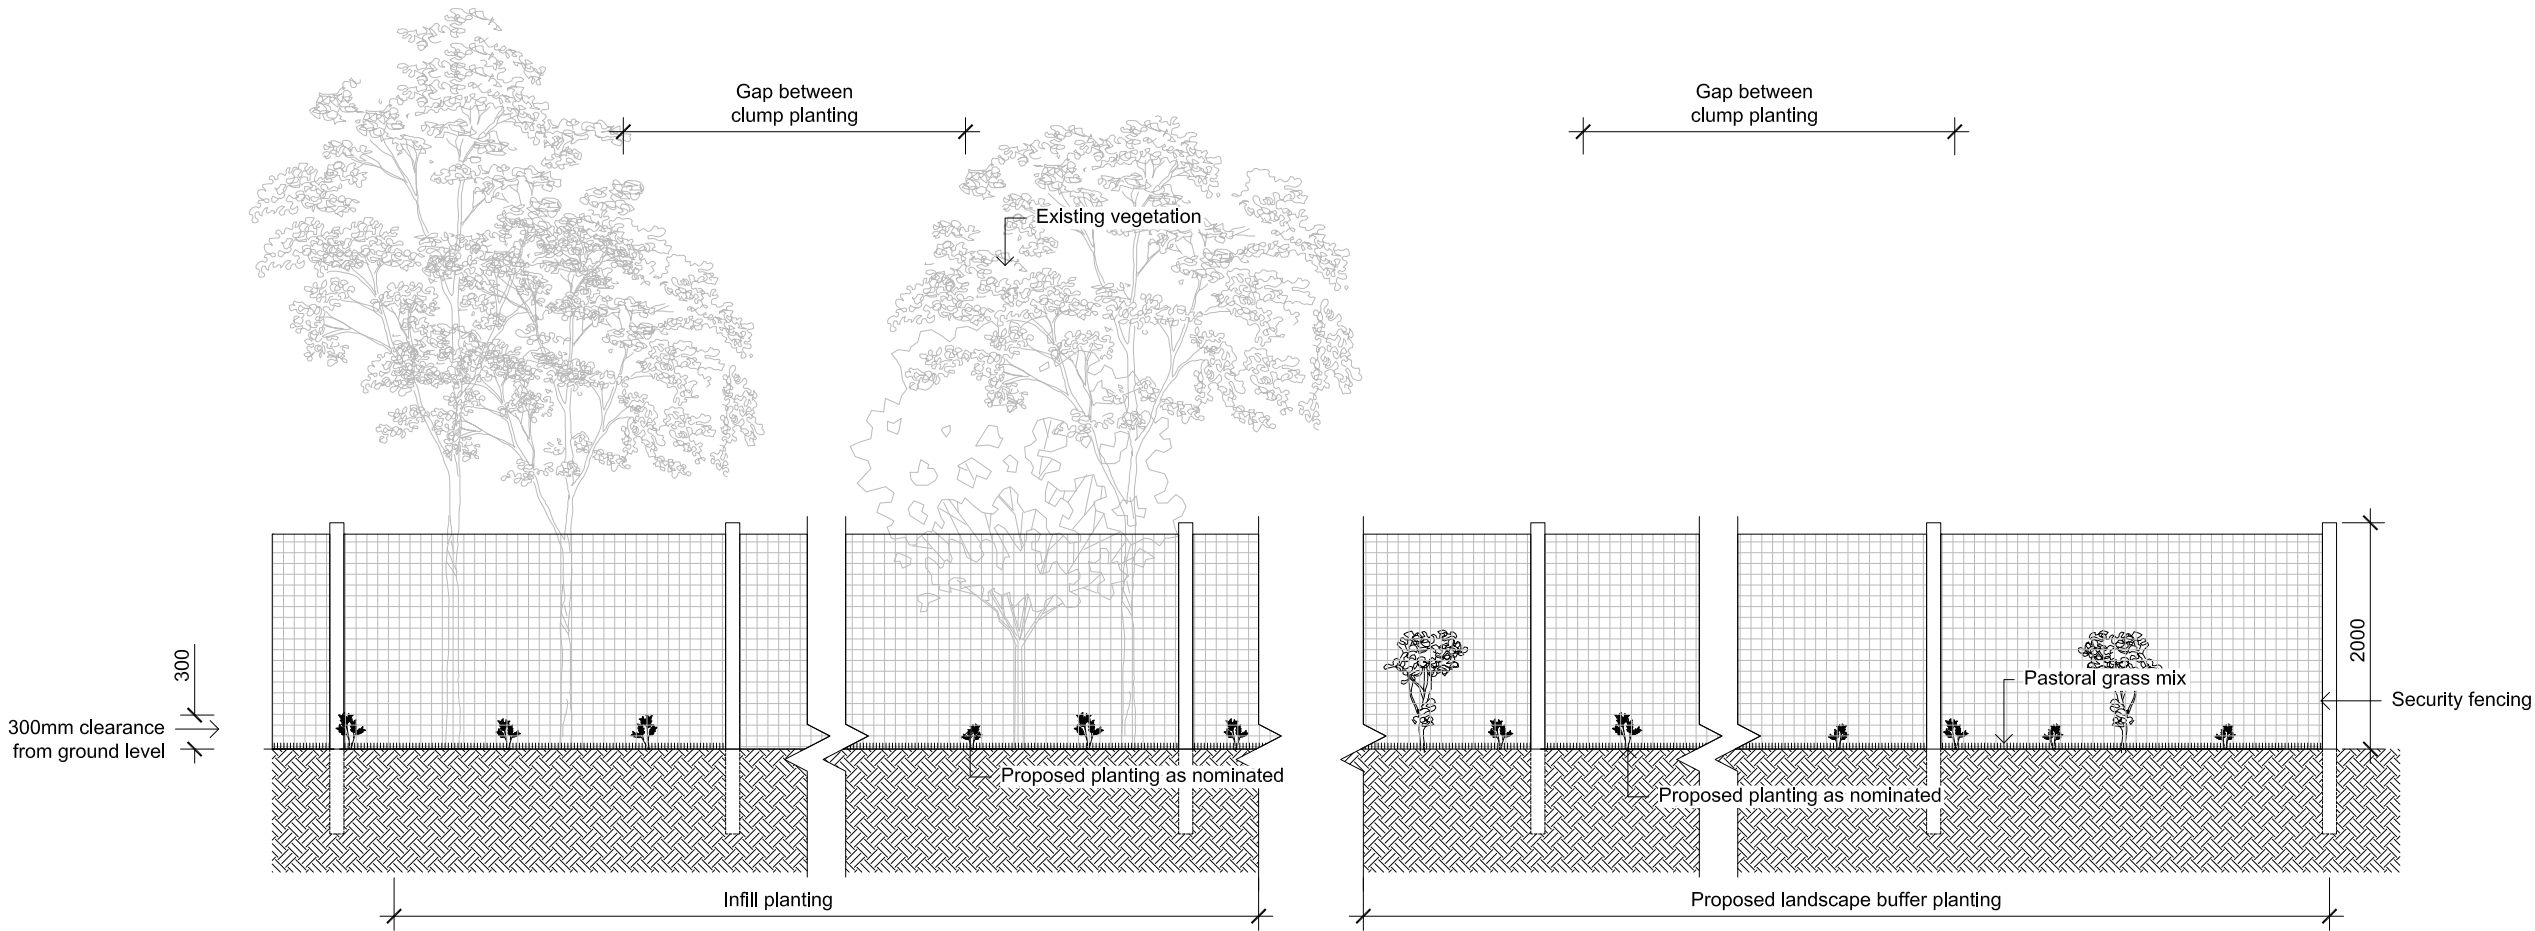 Gap between
clump planting
Gap between
clump planting
Existing vegetation
300
2000
Pastoral grass mix
Security fencing
300mm clearance
from ground level
Proposed planting as nominated
Proposed planting as nominated
Infill planting
Proposed landscape buffer planting